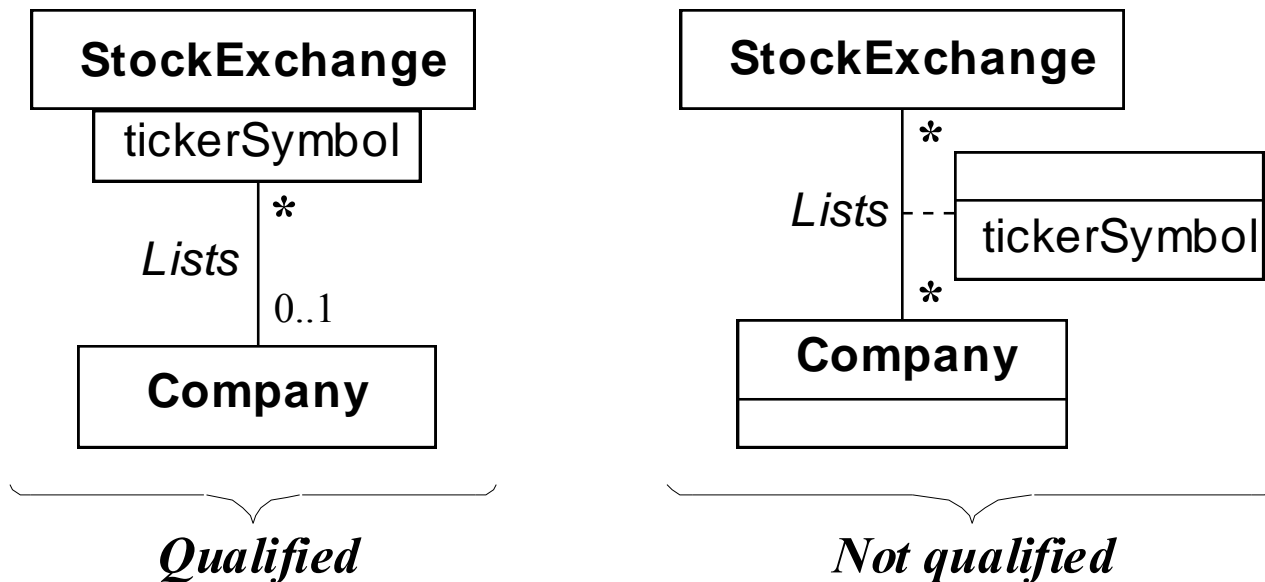 StockExchange
tickerSymbol
*
Lists
0..1
Company
Qualified
StockExchange
*
Lists
tickerSymbol
*
Company
Not qualified